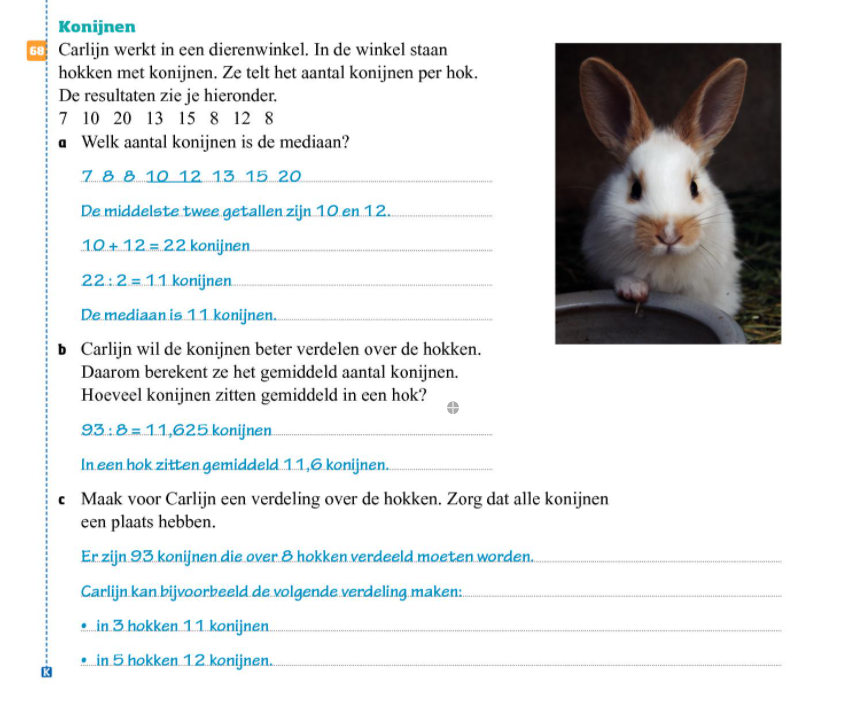 Konijnen
68 Carlijn werkt in een dierenwinkel. In de winkel staan
hokken met konijnen. Ze telt het aantal konijnen per hok.
De resultaten zie je hieronder.
7 10 20 13 15 8 12 8
a Welk aantal konijnen is de mediaan?
7 8 8 10 12 13 15 20
De middelste twee getallen zijn 10 en 12.
10 + 12 = 22 konijnen
22 : 2 = 11 konijnen
De mediaan is 11 konijnen.
b Carlijn wil de konijnen beter verdelen over de hokken.
Daarom berekent ze het gemiddeld aantal konijnen.
Hoeveel konijnen zitten gemiddeld in een hok?
93 : 8 = 11,625 konijnen
In een hok zitten gemiddeld 11,6 konijnen.
c Maak voor Carlijn een verdeling over de hokken. Zorg dat alle konijnen
een plaats hebben.
Er zijn 93 konijnen die over 8 hokken verdeeld moeten worden.
Carlijn kan bijvoorbeeld de volgende verdeling maken:
• in 3 hokken 11 konijnen
• in 5 hokken 12 konijnen.
K